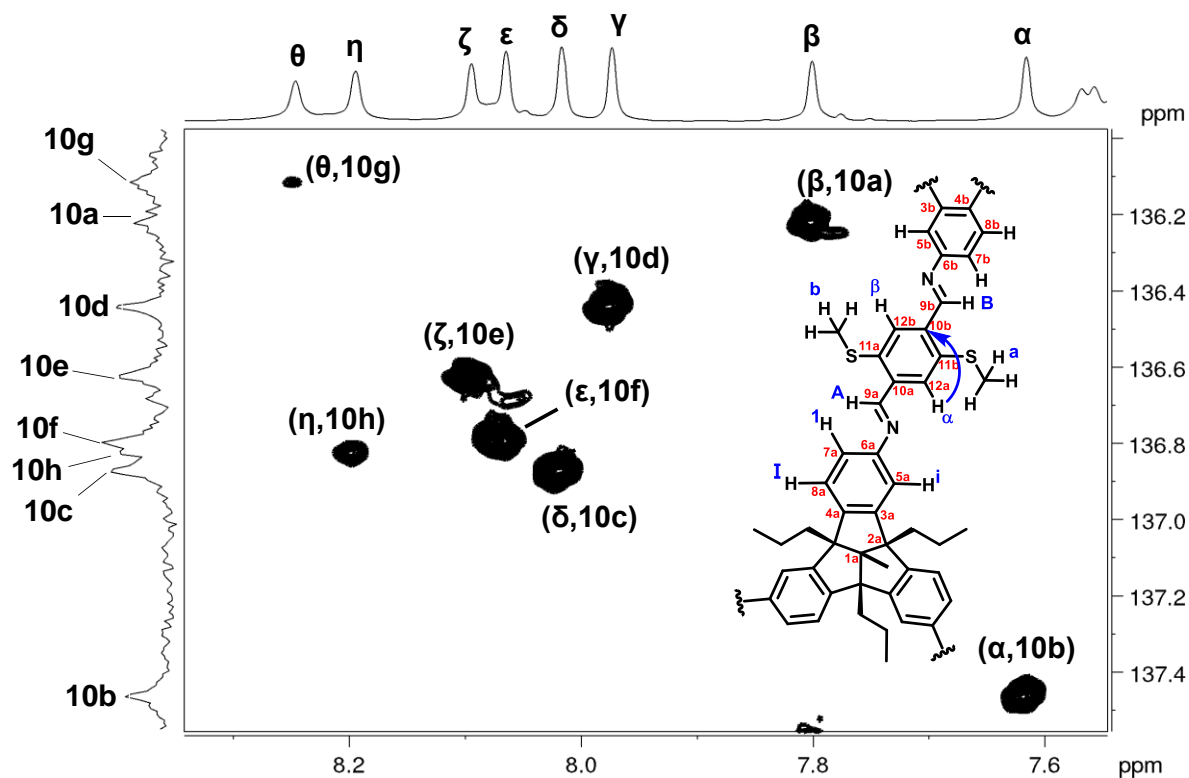 θ η ζ ε δ γ β α
ppm
10g
10a
10d
10e
10f
10h
10c
10b
(θ,10g)
(β,10a)
(γ,10d)
(ζ,10e)
(ε,10f)
(η,10h)
(δ,10c)
(α,10b)
136.2
136.4
136.6
136.8
137.0
137.2
137.4
3b 4b
H 5b 8b H
6b 7b
N H
b H β H 9b H B
H 12b 10b
H 11a S 11b S H a
10a 12a H
A H 9a H H
α
1 H N
7a 6a
I H 8a 5a H i
4a 3a
2a
1a
8.2 8.0 7.8 7.6 ppm